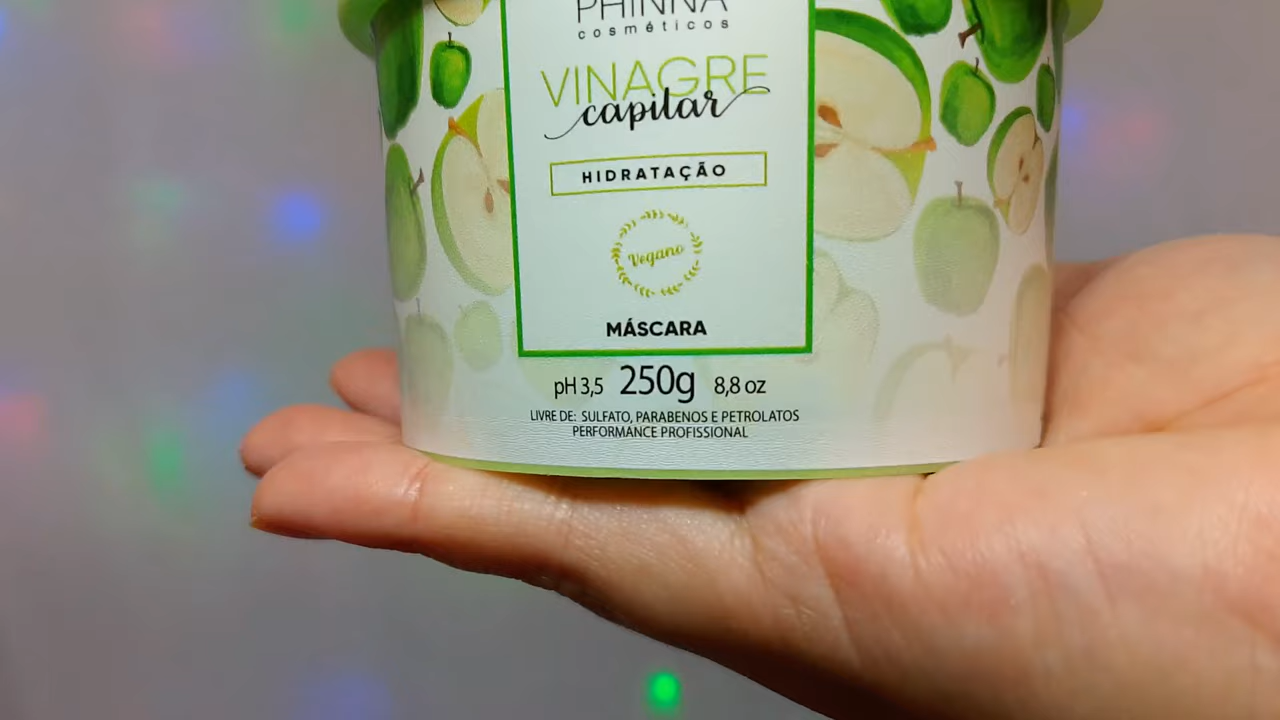 PHINNA
cosméticos
VINAGRE
capilar
HIDRATAÇÃO
Vegano
MÁSCARA
pH 3,5 250g 8,8 oz
LIVRE DE: SULFATO, PARABENOS E PETROLATOS
PERFORMANCE PROFISSIONAL